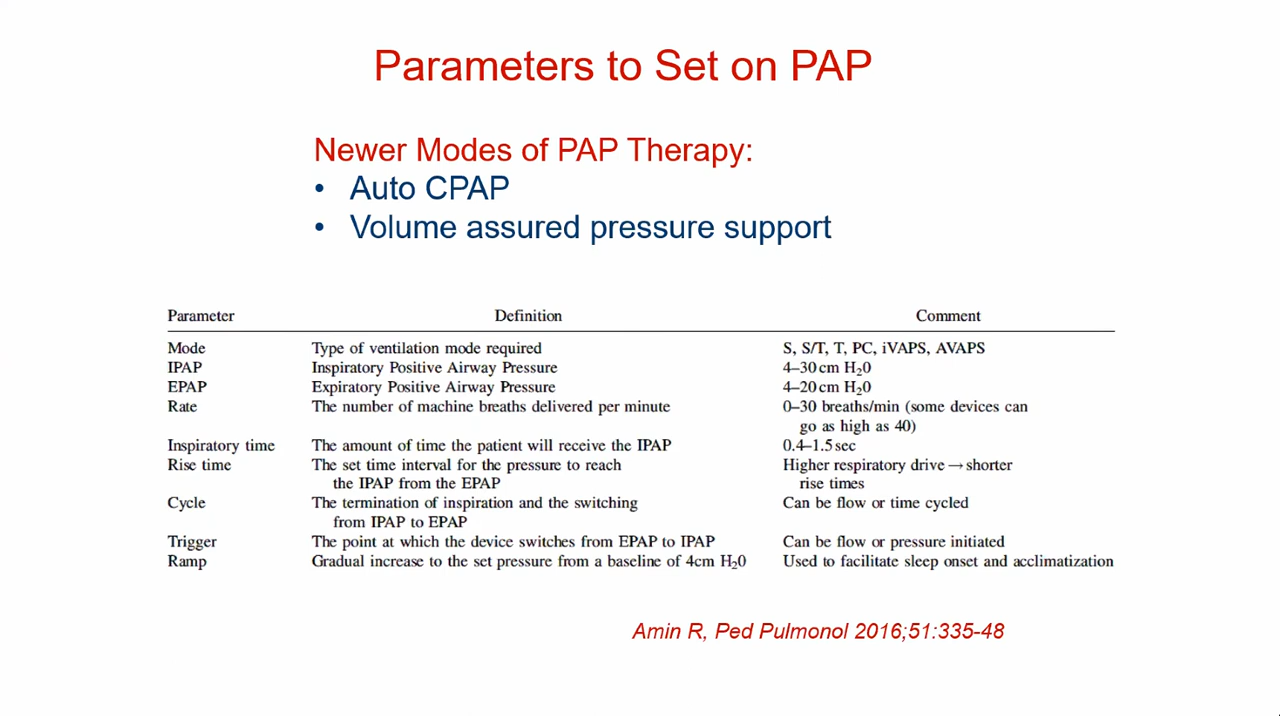 Parameters to Set on PAP
Newer Modes of PAP Therapy:
• Auto CPAP
• Volume assured pressure support
Parameter Definition Comment
Mode Type of ventilation mode required S, S/T, T, PC, iVAPS, AVAPS
IPAP Inspiratory Positive Airway Pressure 4–30 cm H₂0
EPAP Expiratory Positive Airway Pressure 4–20 cm H₂0
Rate The number of machine breaths delivered per minute 0–30 breaths/min (some devices can
go as high as 40)
Inspiratory time The amount of time the patient will receive the IPAP 0.4–1.5 sec
Rise time The set time interval for the pressure to reach Higher respiratory drive → shorter
the IPAP from the EPAP rise times
Cycle The termination of inspiration and the switching Can be flow or time cycled
from IPAP to EPAP
Trigger The point at which the device switches from EPAP to IPAP Can be flow or pressure initiated
Ramp Gradual increase to the set pressure from a baseline of 4cm H₂0 Used to facilitate sleep onset and acclimatization
Amin R, Ped Pulmonol 2016;51:335-48